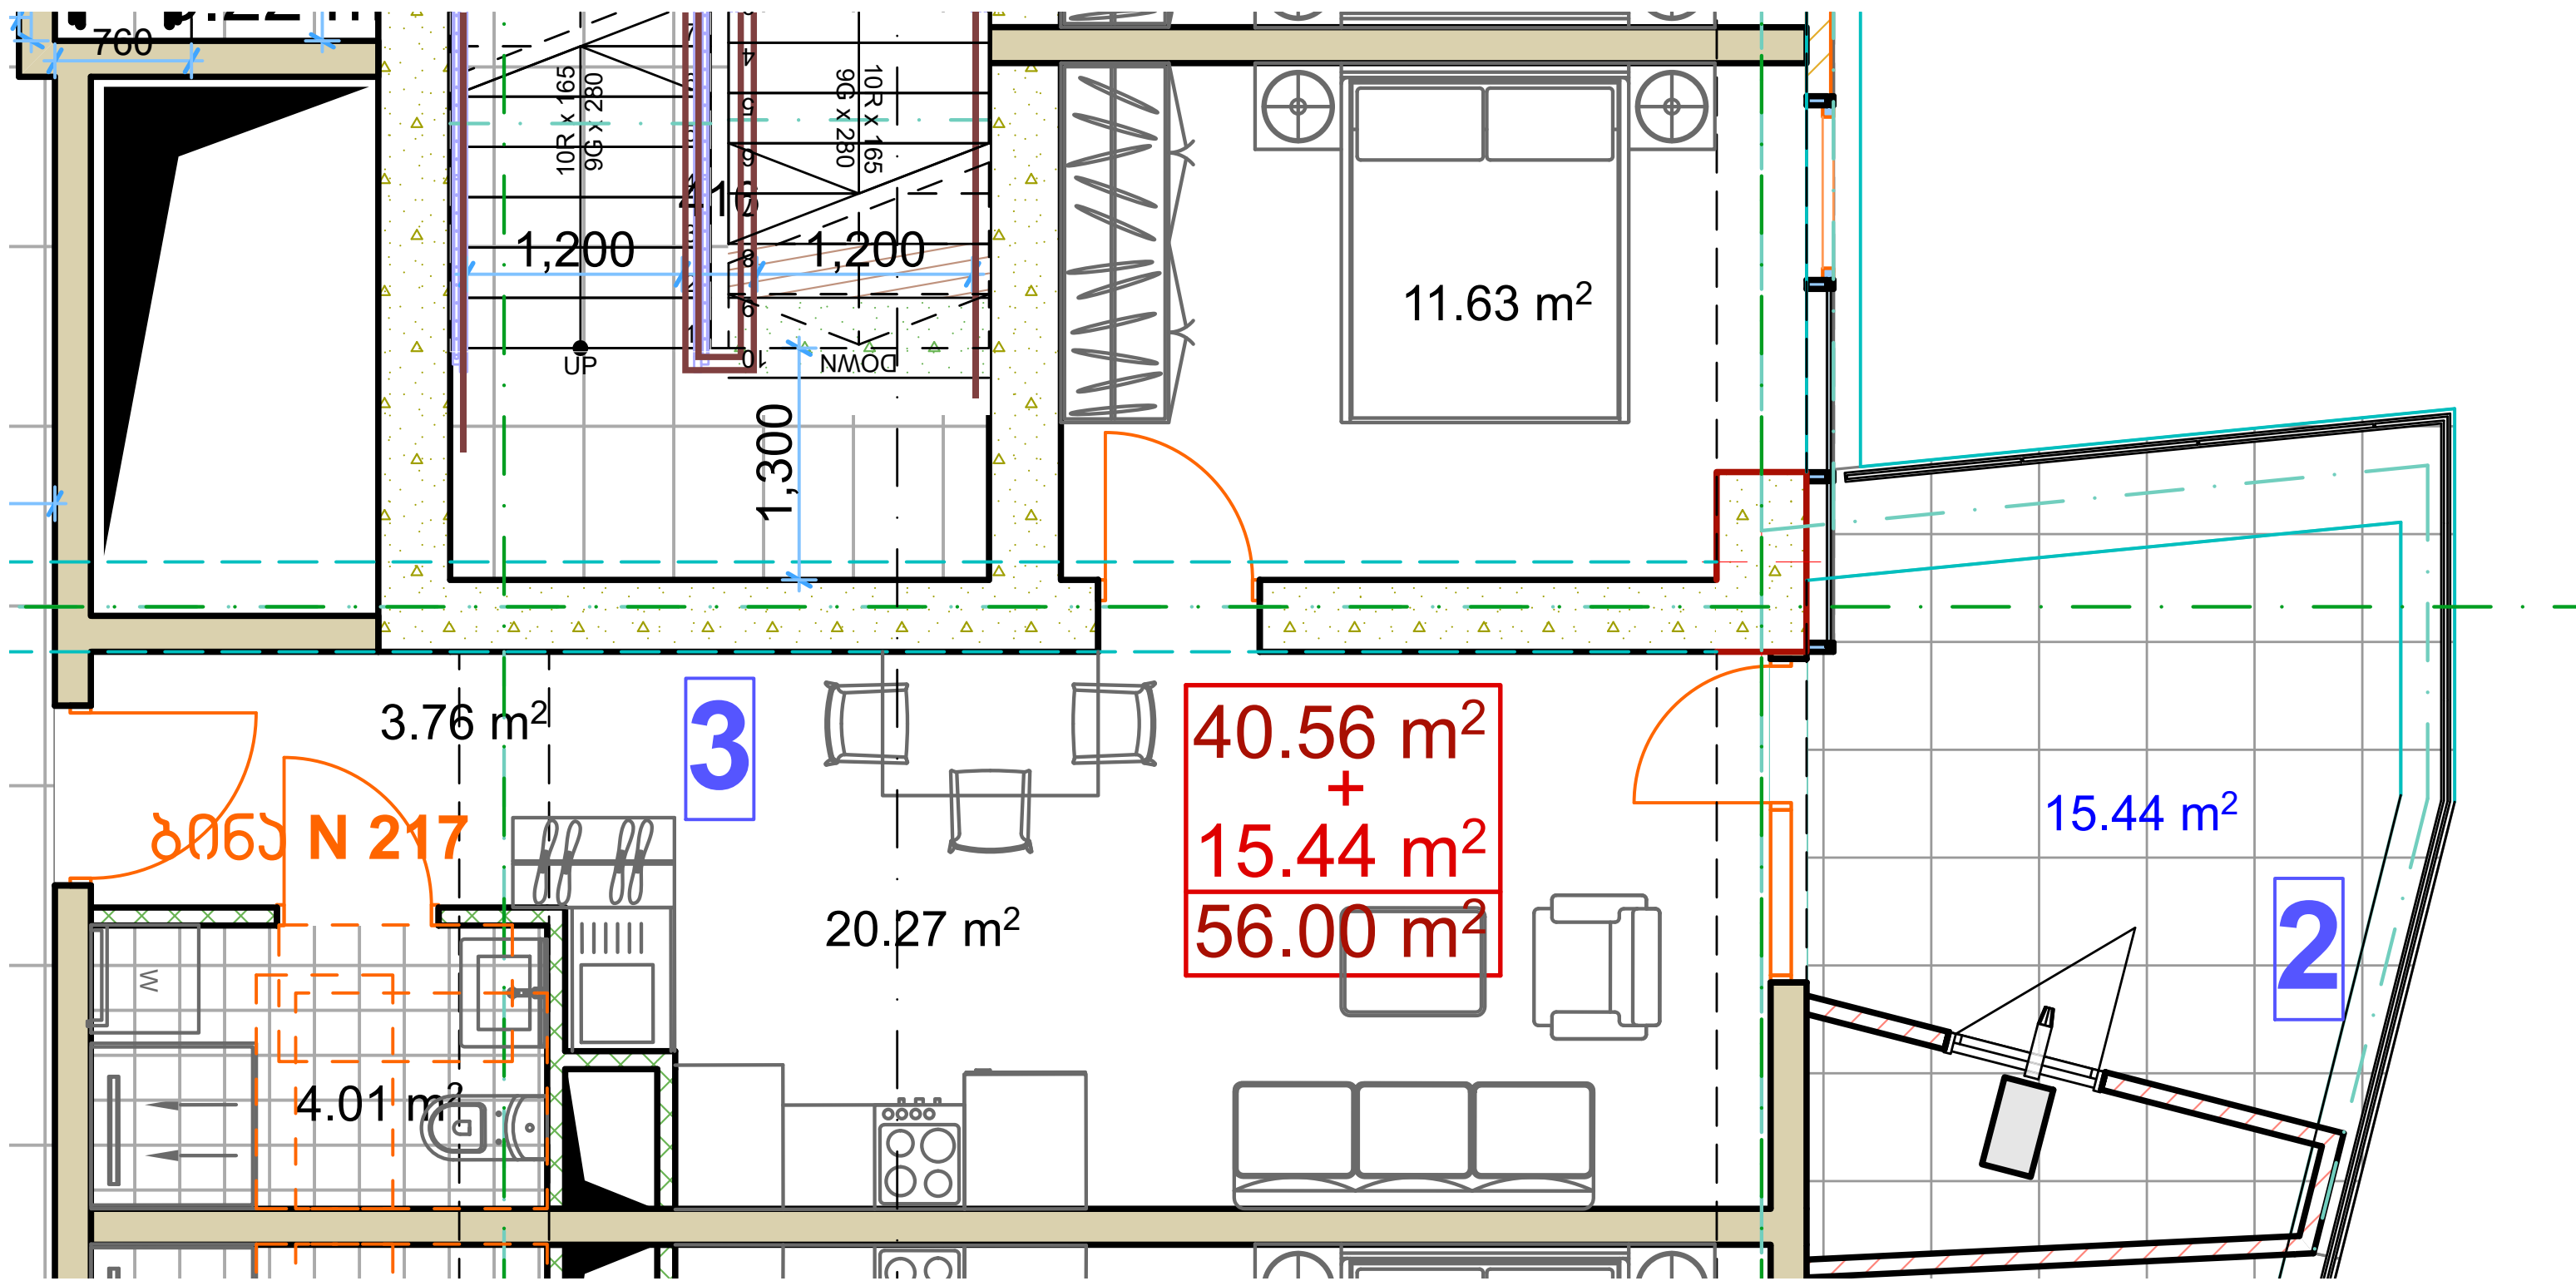 760
10R x 165
9G x 280
10R x 165
9G x 280
1,200
1,200
UP
DOWN
10
1,300
11.63 m²
3.76 m²
3
40.56 m²
+
15.44 m²
56.00 m²
ბინა N 217
20.27 m²
15.44 m²
2
W
4.01 m²